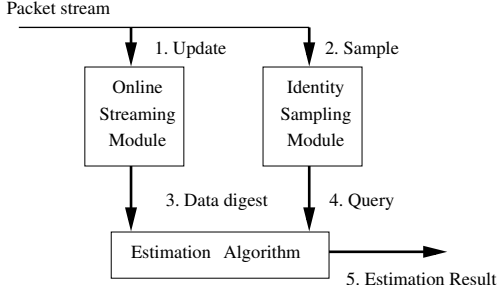 Packet stream
1. Update
2. Sample
Online
Streaming
Module
Identity
Sampling
Module
3. Data digest
4. Query
Estimation Algorithm
5. Estimation Result